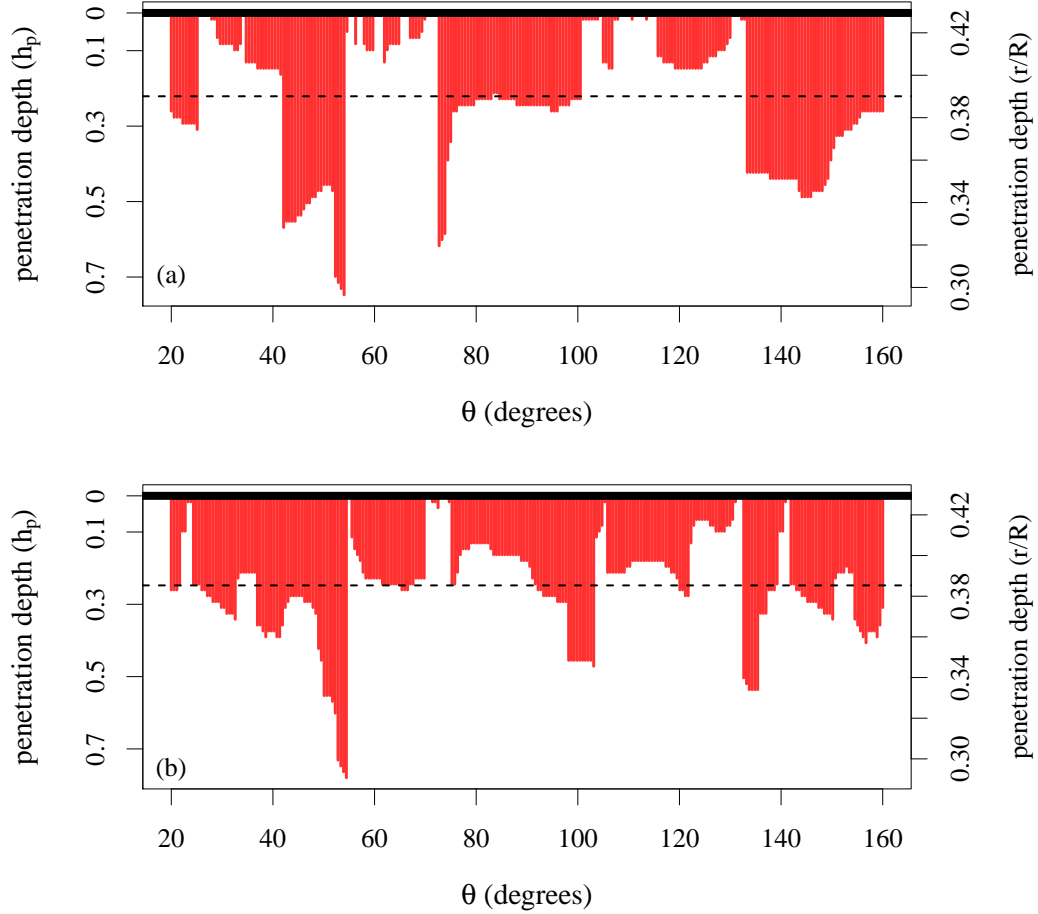 penetration depth (hp)
0
0.1
0.3
0.5
0.7
(a)
0.42
0.38
0.34
0.30
penetration depth (r/R)
20 40 60 80 100 120 140 160
θ (degrees)
penetration depth (hp)
0
0.1
0.3
0.5
0.7
(b)
0.42
0.38
0.34
0.30
penetration depth (r/R)
20 40 60 80 100 120 140 160
θ (degrees)